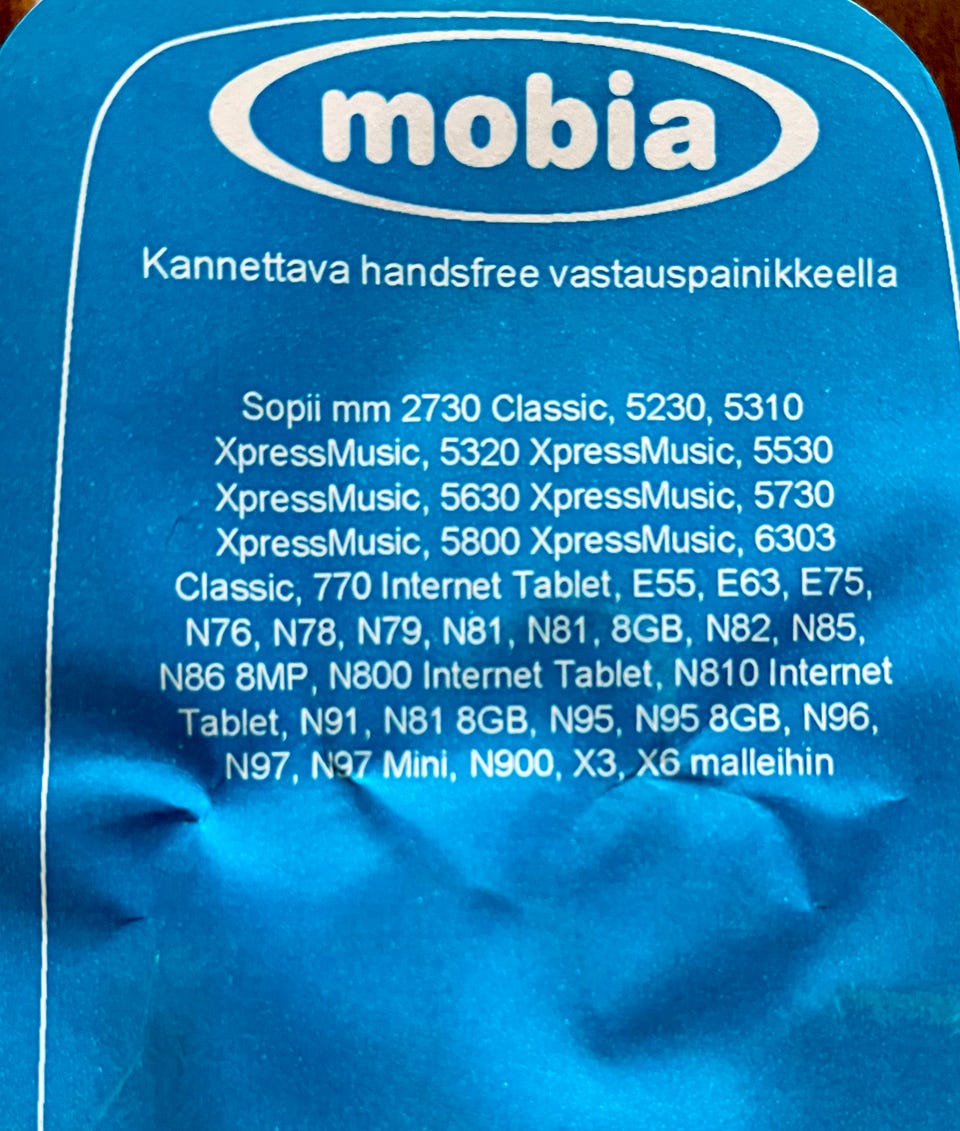 mobia
Kannettava handsfree vastauspainikkeella
Sopii mm 2730 Classic, 5230, 5310
XpressMusic, 5320 XpressMusic, 5530
XpressMusic, 5630 XpressMusic, 5730
XpressMusic, 5800 XpressMusic, 6303
Classic, 770 Internet Tablet, E55, E63, E75,
N76, N78, N79, N81, N81, 8GB, N82, N85,
N86 8MP, N800 Internet Tablet, N810 Internet
Tablet, N91, N81 8GB, N95, N95 8GB, N96,
N97, N97 Mini, N900, X3, X6 malleihin